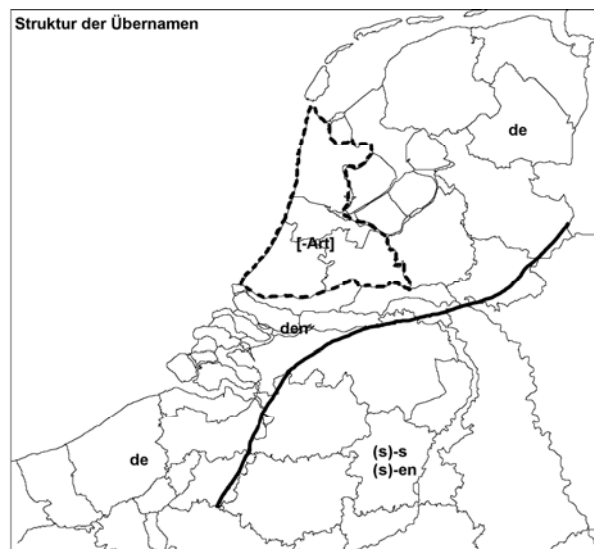 Struktur der Übernamen
de
[-Art]
den
de
(s)-s
(s)-en